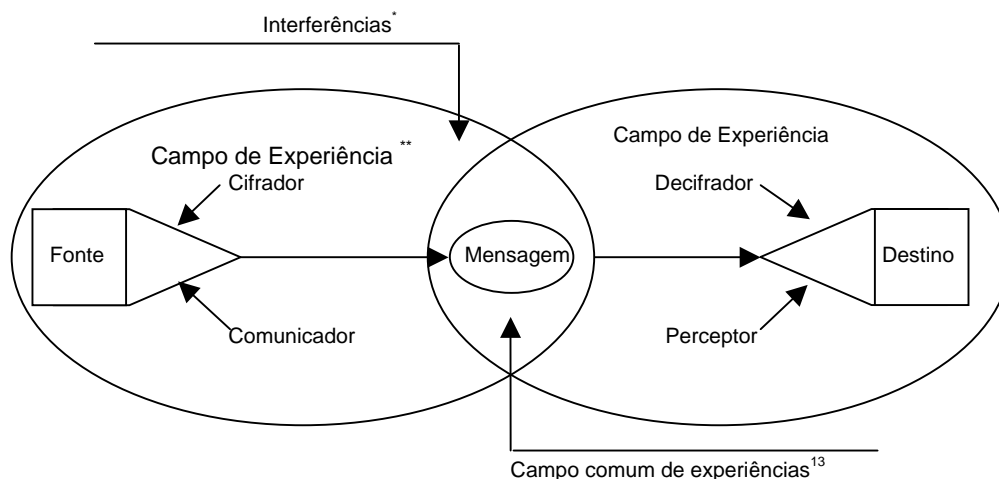 Interferências*
Campo de Experiência
Campo de Experiência **
Cifrador
Decifrador
Fonte
Mensagem
Destino
Comunicador
Perceptor
Campo comum de experiências13